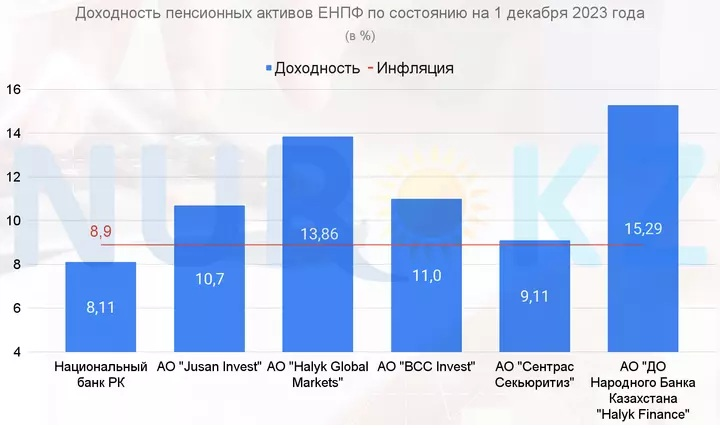 Доходность пенсионных активов ЕНПФ по состоянию на 1 декабря 2023 года
(в %)
Доходность Инфляция
16
14
12
10
8
6
4
8,9
8,11
10,7
13,86
11,0
9,11
15,29
Национальный
банк РК
АО "Jusan Invest"
АО "Halyk Global
Markets"
АО "BCC Invest"
АО "Сентрас
Секьюритиз"
АО "ДО
Народного Банка
Казахстана
"Halyk Finance"
NUR KZ